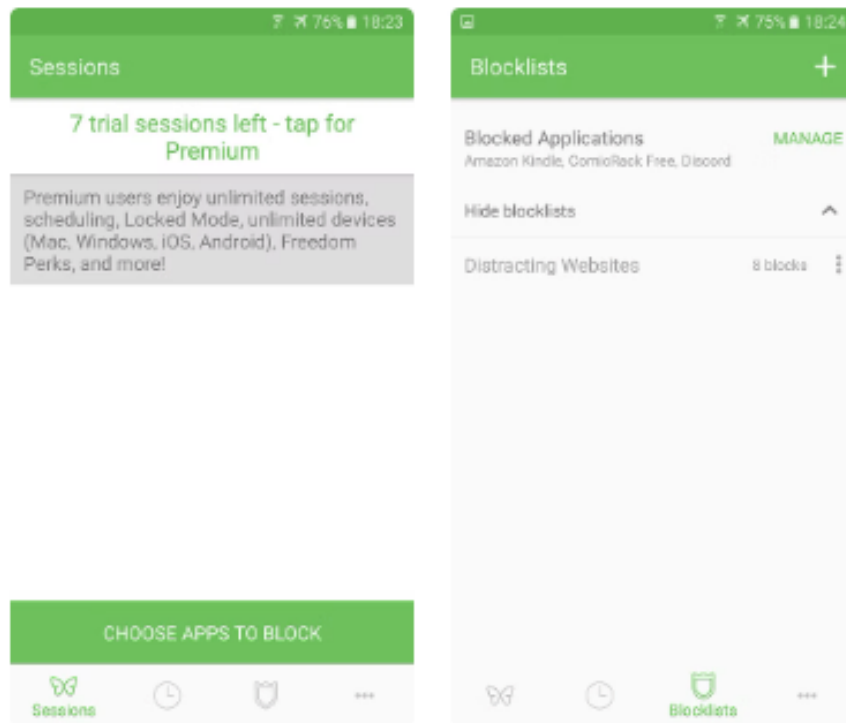 76% 18:23
Sessions
7 trial sessions left - tap for
Premium
Premium users enjoy unlimited sessions,
scheduling, Locked Mode, unlimited devices
(Mac, Windows, iOS, Android), Freedom
Perks, and more!
CHOOSE APPS TO BLOCK
Sessions
75% 18:24
Blocklists +
Blocked Applications MANAGE
Amazon Kindle, ComicRack Free, Discord
Hide blocklists
Distracting Websites 8 blocks
Blocklists